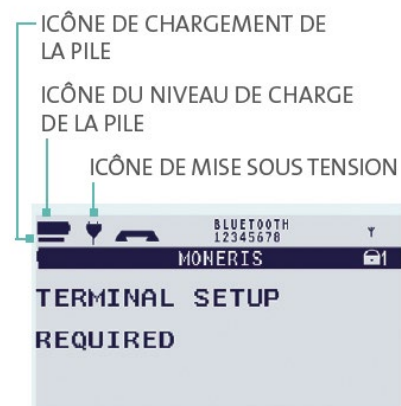 ICÔNE DE CHARGEMENT DE
LA PILE
ICÔNE DU NIVEAU DE CHARGE
DE LA PILE
ICÔNE DE MISE SOUS TENSION
BLUETOOTH
12345678
MONERIS
1
TERMINAL SETUP
REQUIRED